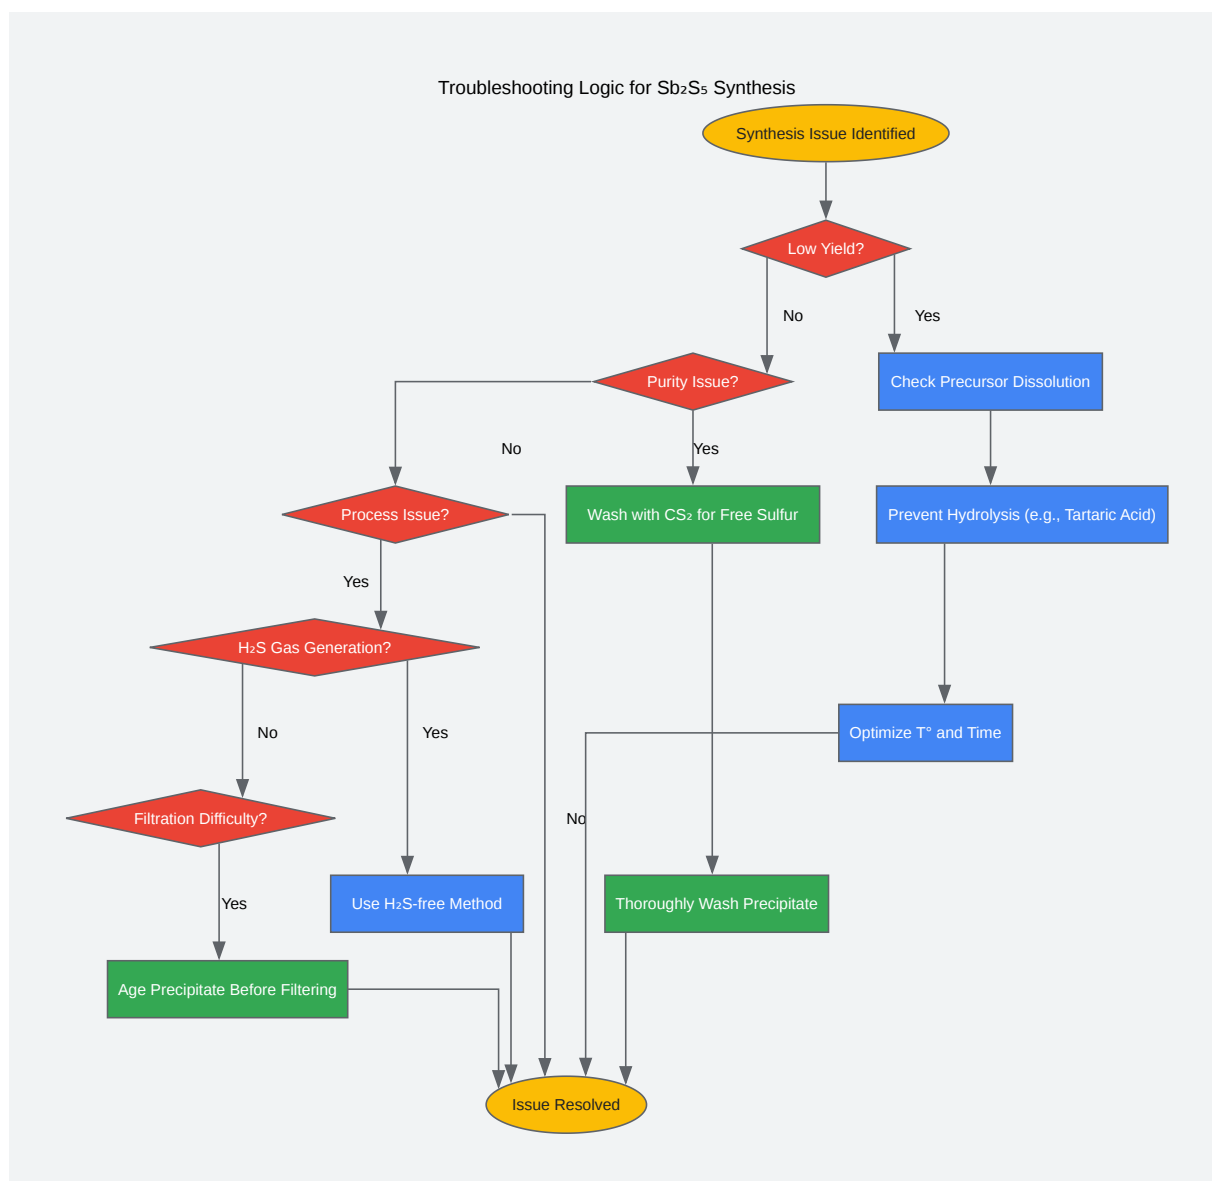 Troubleshooting Logic for Sb₂S₅ Synthesis
Synthesis Issue Identified
Low Yield?
No
Yes
Purity Issue?
Check Precursor Dissolution
No
Yes
Process Issue?
Wash with CS₂ for Free Sulfur
Prevent Hydrolysis (e.g., Tartaric Acid)
Yes
H₂S Gas Generation?
No
Yes
Optimize T° and Time
Filtration Difficulty?
No
Yes
Use H₂S-free Method
Thoroughly Wash Precipitate
Age Precipitate Before Filtering
Issue Resolved